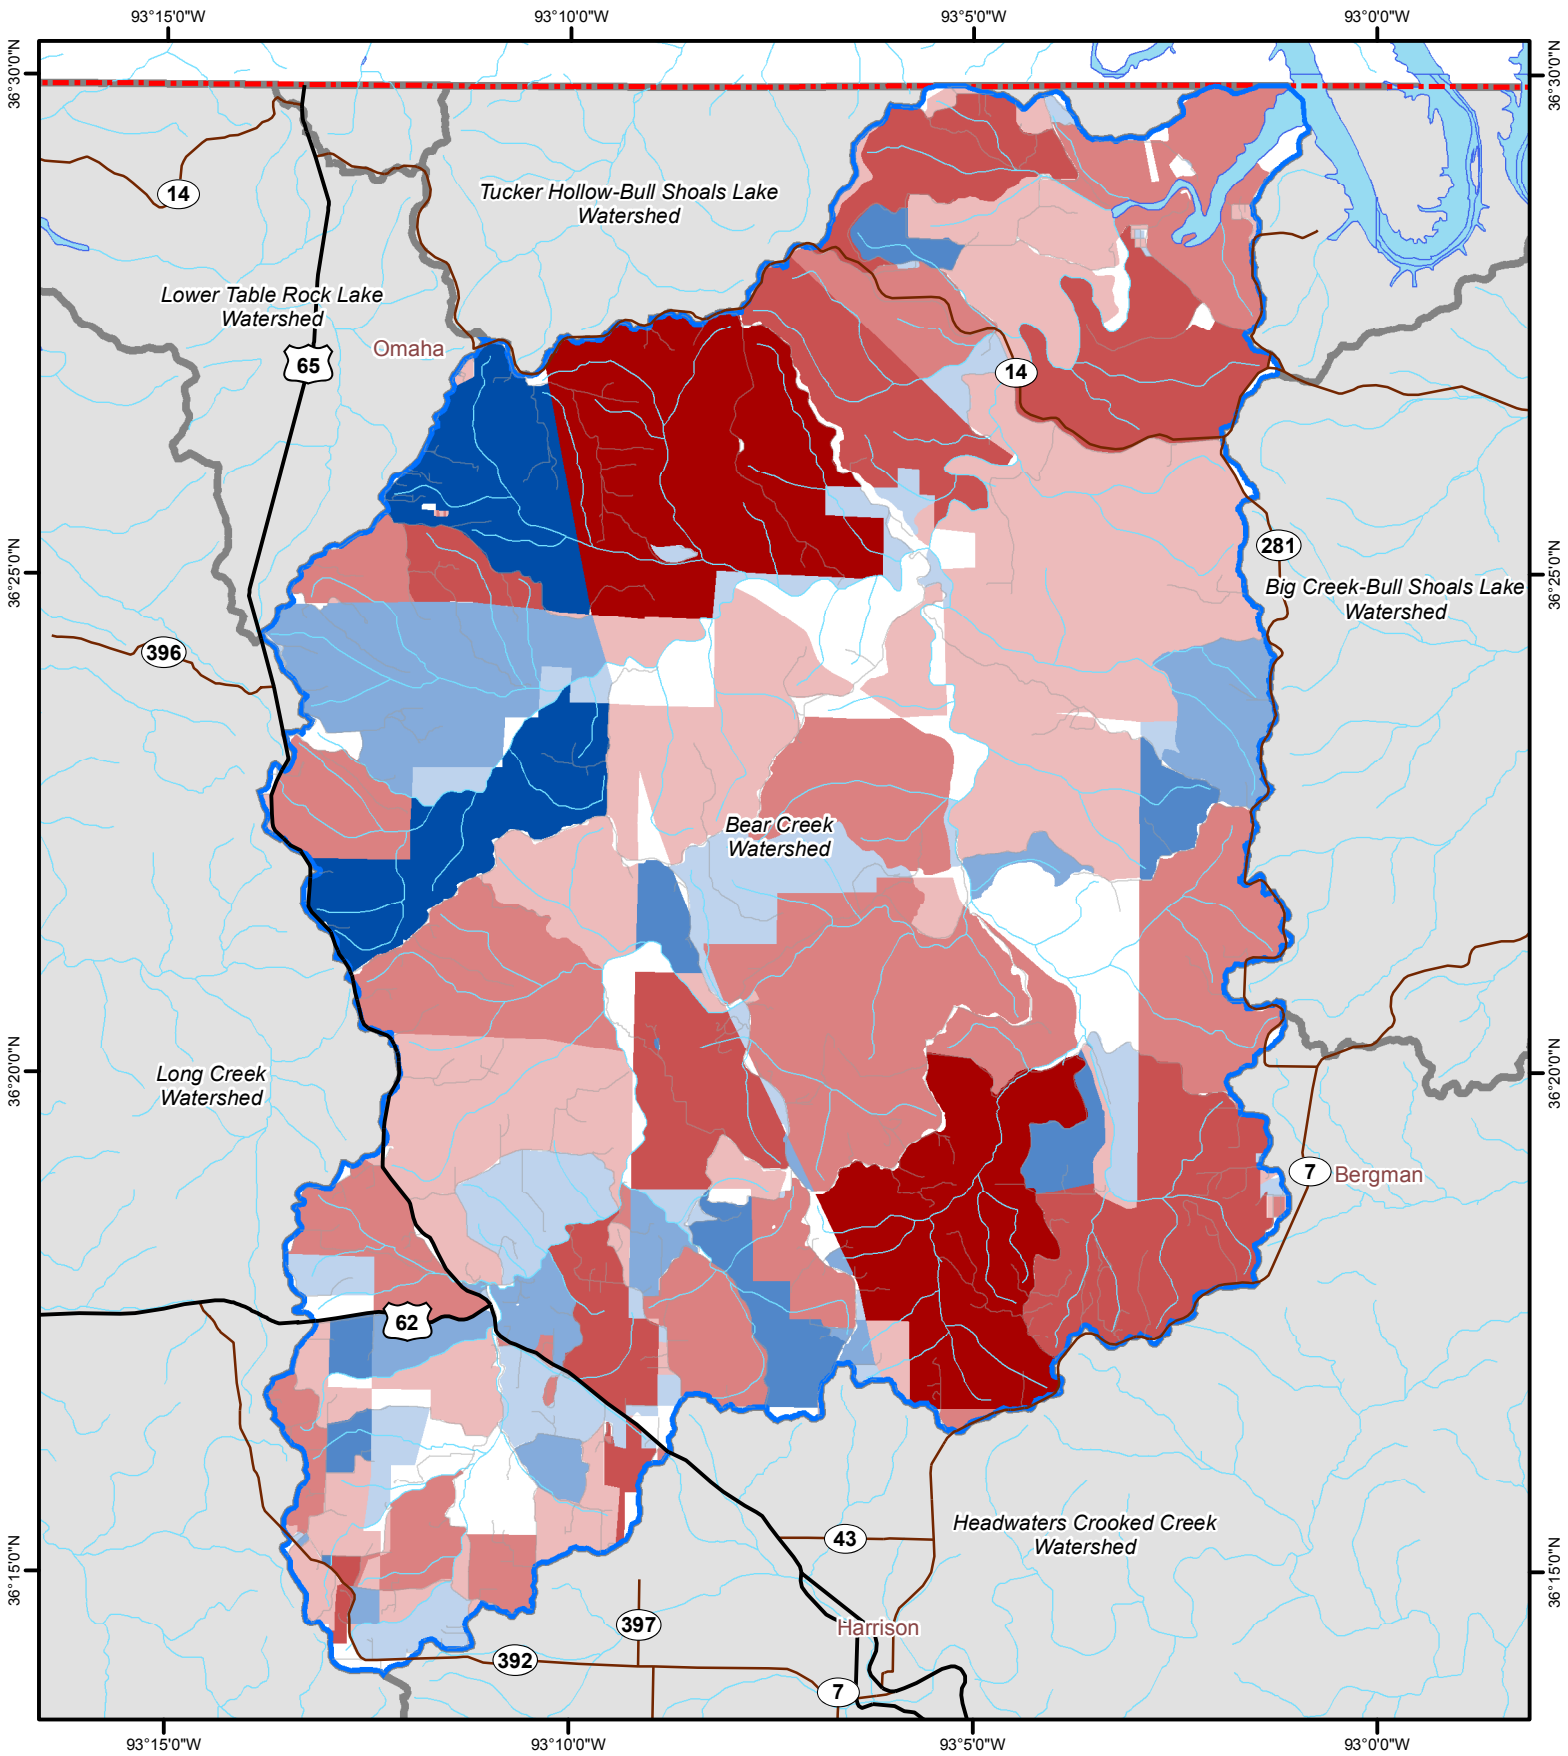 93°15'0"W
93°10'0"W
93°5'0"W
93°0'0"W
36°30'0"N
36°30'0"N
14
Tucker Hollow-Bull Shoals Lake
Watershed
Lower Table Rock Lake
Watershed
Omaha
65
14
36°25'0"N
281
36°25'0"N
Big Creek-Bull Shoals Lake
Watershed
396
Bear Creek
Watershed
36°20'0"N
36°20'0"N
Long Creek
Watershed
7
Bergman
62
Headwaters Crooked Creek
Watershed
43
36°15'0"N
36°15'0"N
397
Harrison
392
7
93°15'0"W
93°10'0"W
93°5'0"W
93°0'0"W